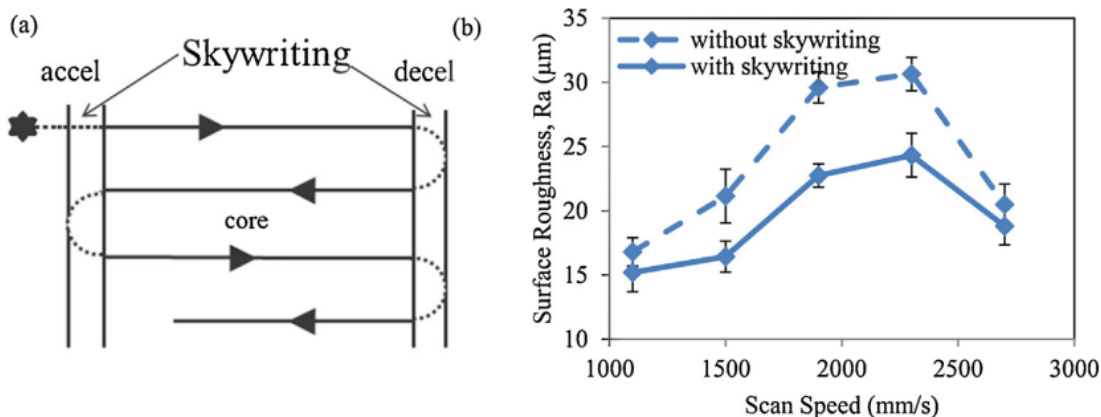 (a)
Skywriting
accel
decel
core
(b)
Surface Roughness, Ra (µm)
35
30
25
20
15
10
without skywriting
with skywriting
1000 1500 2000 2500 3000
Scan Speed (mm/s)